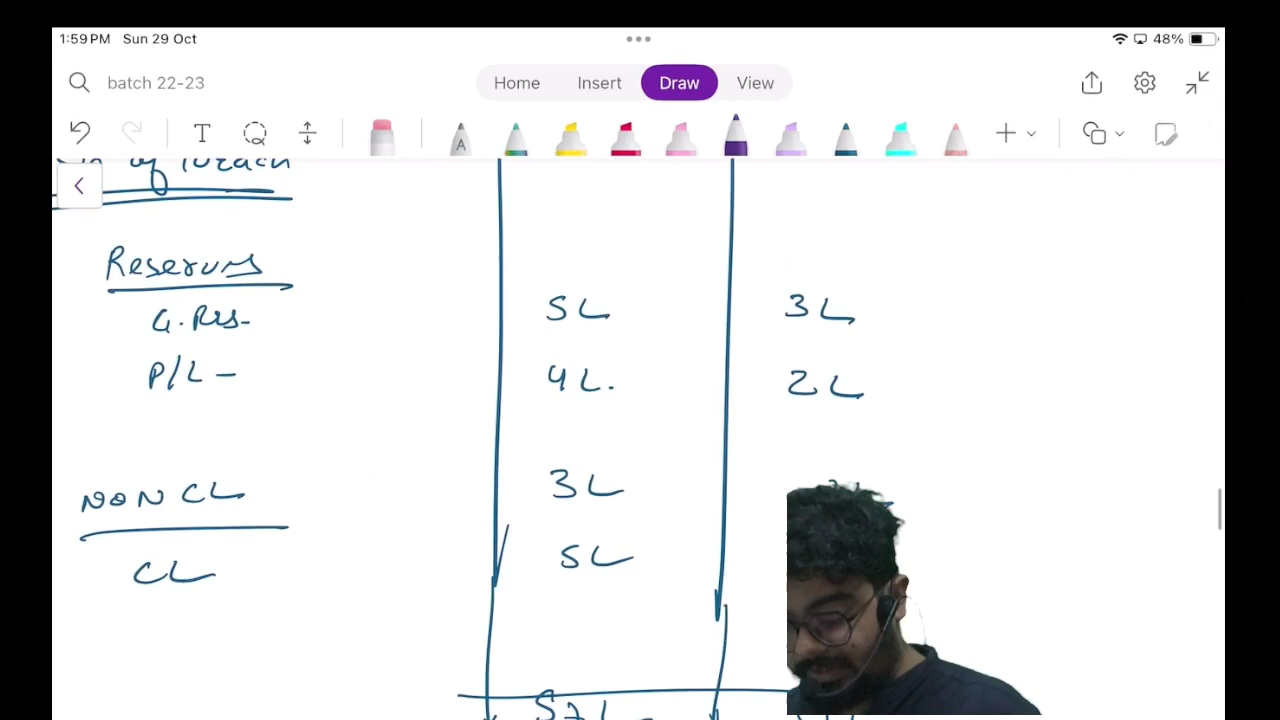 1:59 PM Sun 29 Oct 48%
batch 22-23
Home Insert Draw View
T A
of
Reserves
G. Res- 5L 3L
P/L - 4L. 2L
NON CL 3L
CL 5L